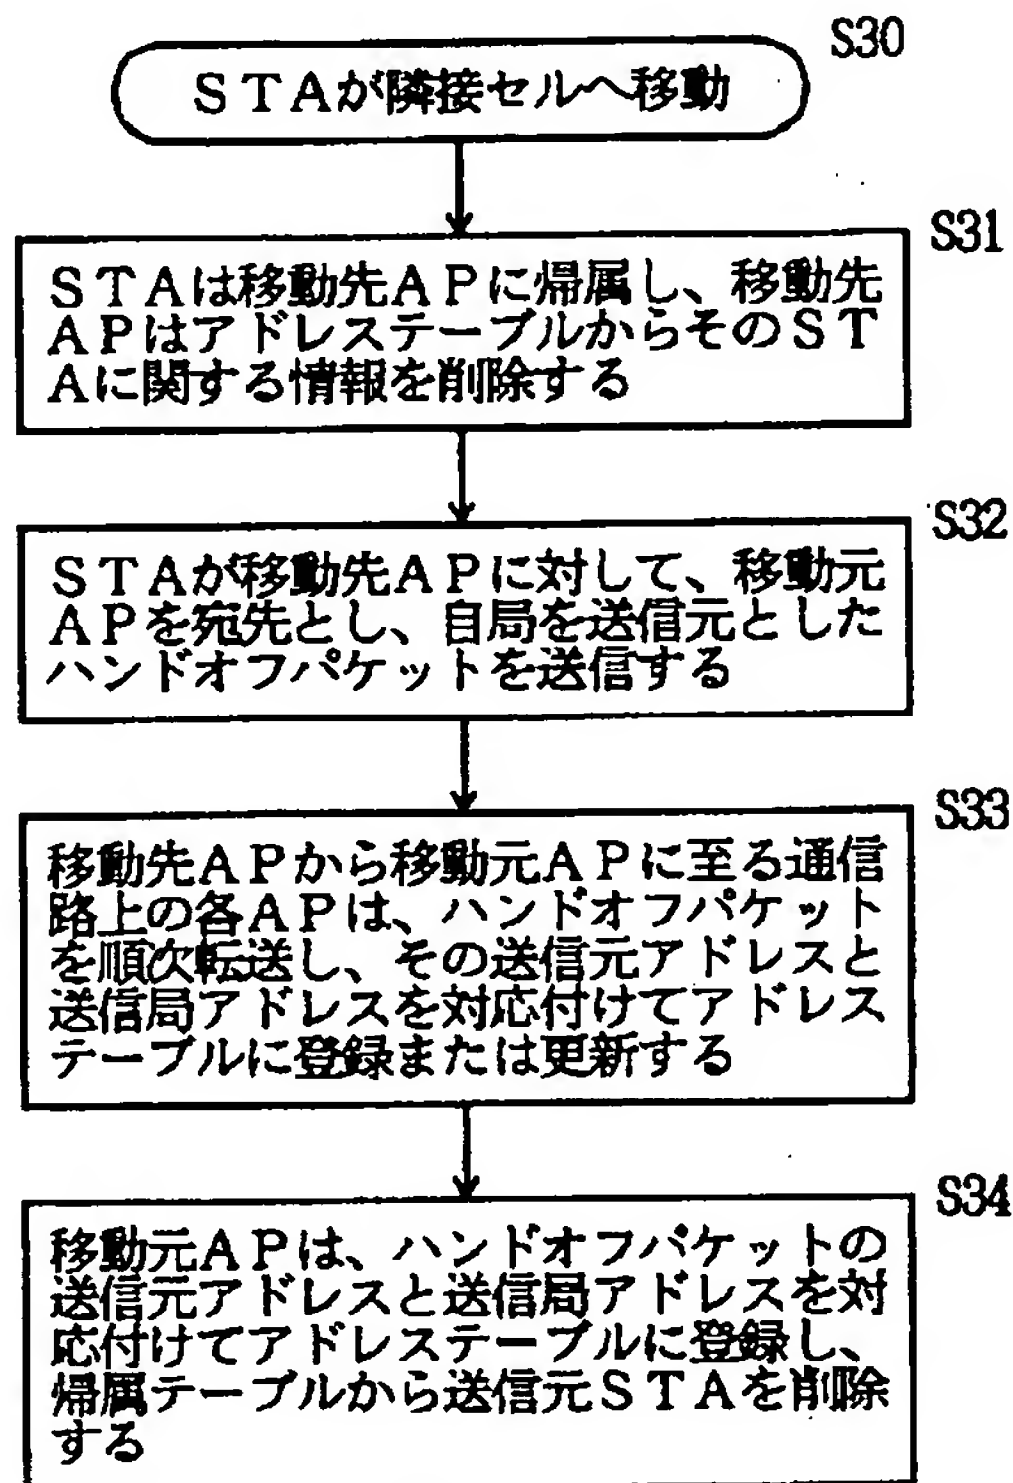 S30
ＳＴＡが隣接セルへ移動
S31
ＳＴＡは移動先ＡＰに帰属し、移動先
ＡＰはアドレステーブルからそのＳＴ
Ａに関する情報を削除する
S32
ＳＴＡが移動先ＡＰに対して、移動元
ＡＰを宛先とし、自局を送信元とした
ハンドオフパケットを送信する
S33
移動先ＡＰから移動元ＡＰに至る通信
路上の各ＡＰは、ハンドオフパケット
を順次転送し、その送信元アドレスと
送信局アドレスを対応付けてアドレス
テーブルに登録または更新する
S34
移動元ＡＰは、ハンドオフパケットの
送信元アドレスと送信局アドレスを対
応付けてアドレステーブルに登録し、
帰属テーブルから送信元ＳＴＡを削除
する